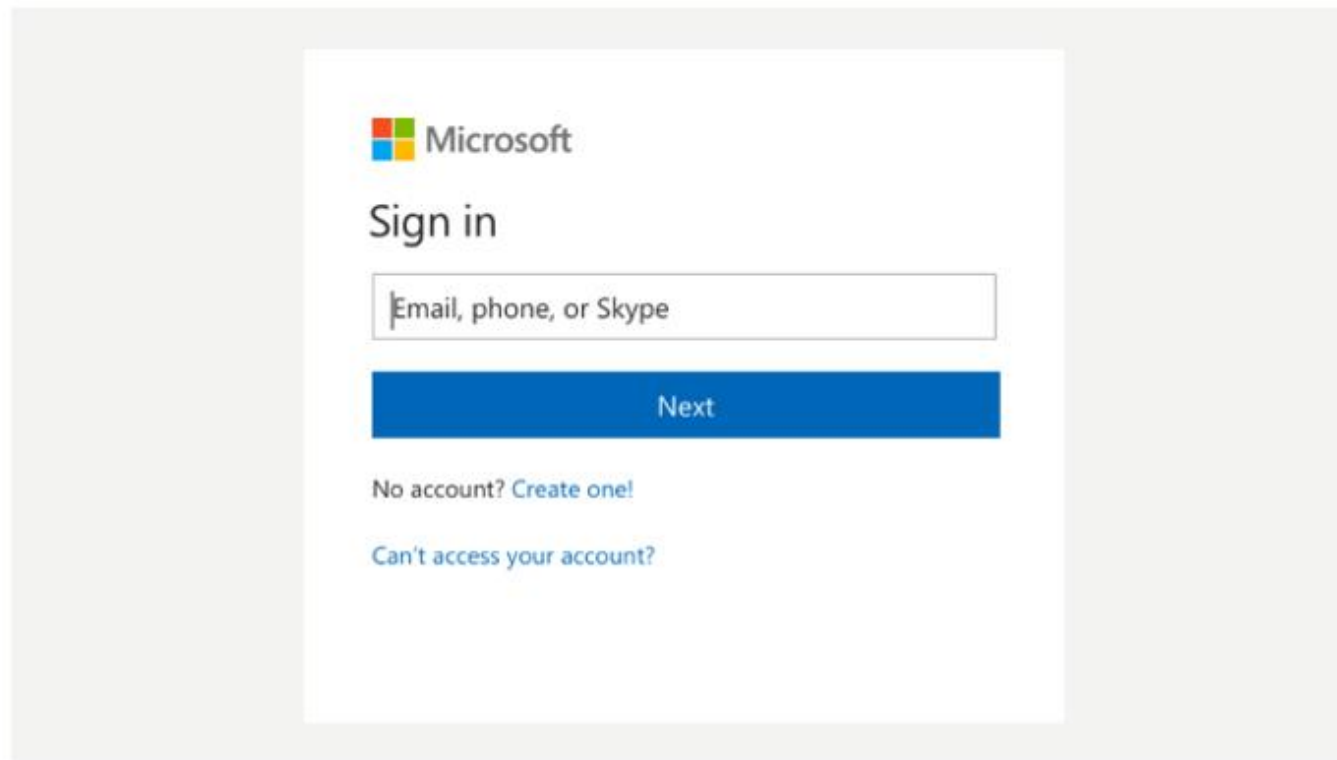 Microsoft
Sign in
Email, phone, or Skype
Next
No account? Create one!
Can't access your account?